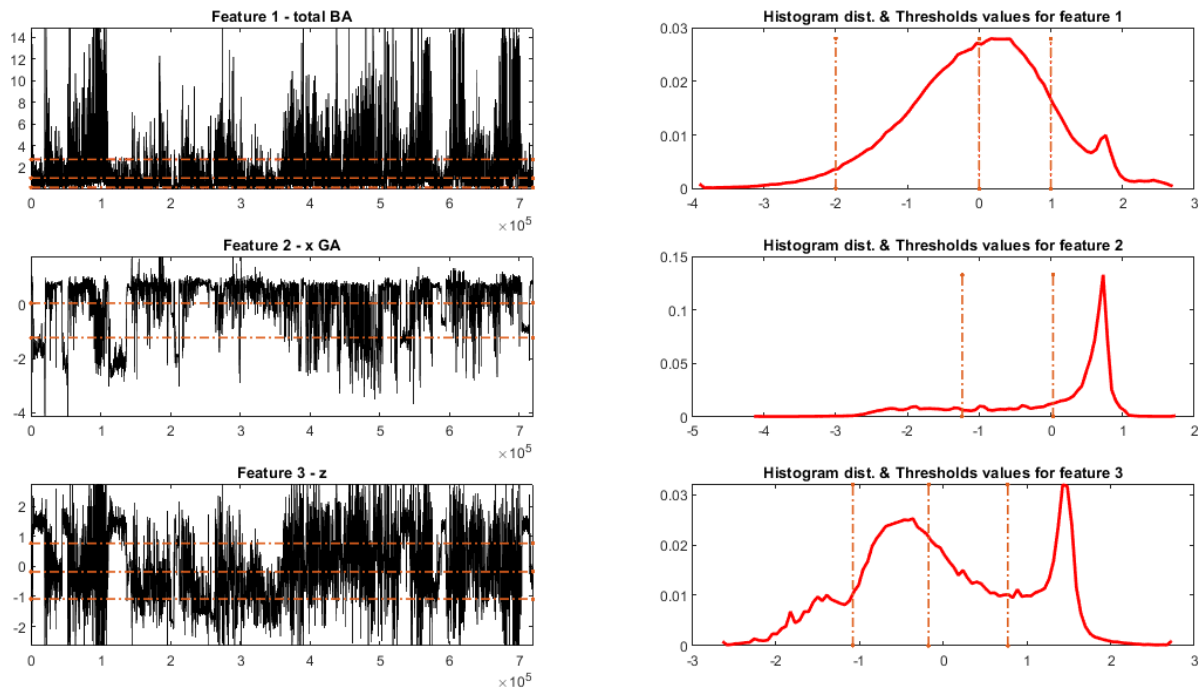 Feature 1 - total BA
14
12
10
8
6
4
2
0 1 2 3 4 5 6 7
×10^5
Histogram dist. & Thresholds values for feature 1
0.03
0.02
0.01
0
-4 -3 -2 -1 0 1 2 3
Feature 2 - x GA
0
-2
-4
0 1 2 3 4 5 6 7
×10^5
Histogram dist. & Thresholds values for feature 2
0.15
0.1
0.05
0
-5 -4 -3 -2 -1 0 1 2
Feature 3 - z
2
1
0
-1
-2
0 1 2 3 4 5 6 7
×10^5
Histogram dist. & Thresholds values for feature 3
0.03
0.02
0.01
0
-3 -2 -1 0 1 2 3